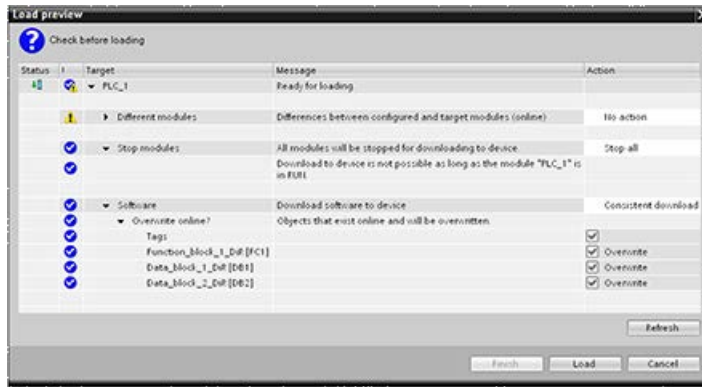 Load preview
Check before loading
Status ! Target Message Action
PLC_1 Ready for loading
Different modules Differences between configured and target modules (online) No action
Stop modules All modules will be stopped for downloading to device. Stop all
Download to device is not possible as long as the module "PLC_1" is
in RUN.
Software Download software to device Consistent download
Overwrite online? Objects that exist online and will be overwritten.
Tags
Function_block_1_Diff [FC1] Overwrite
Data_block_1_Diff [DB1] Overwrite
Data_block_2_Diff [DB2] Overwrite
Refresh
Finish Load Cancel